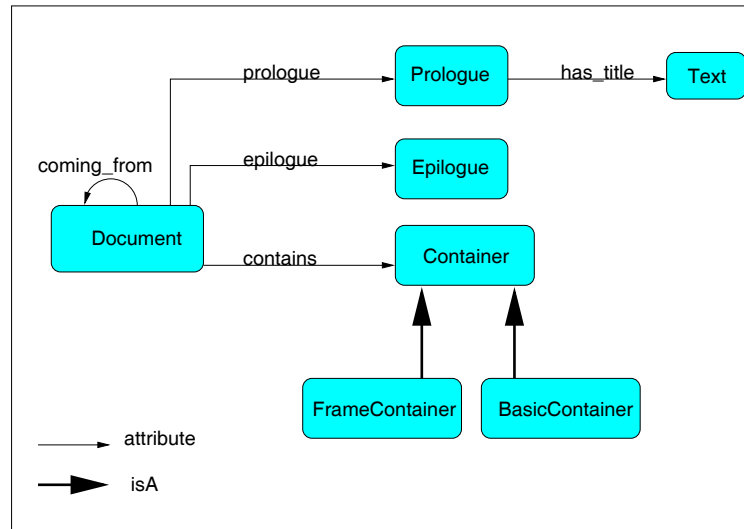 prologue
Prologue
has_title
Text
coming_from
epilogue
Epilogue
Document
contains
Container
FrameContainer
BasicContainer
attribute
isA